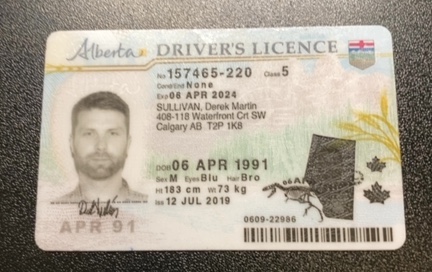 Alberta DRIVER'S LICENCE
No 157465-220 Class 5
Cond/End None
Exp 06 APR 2024
SULLIVAN, Derek Martin
408-118 Waterfront Crt SW
Calgary AB T2P 1K8
DOB 06 APR 1991
Sex M Eyes Blu Hair Bro
Ht 183 cm Wt 73 kg
Iss 12 JUL 2019
APR 91
0609-22986